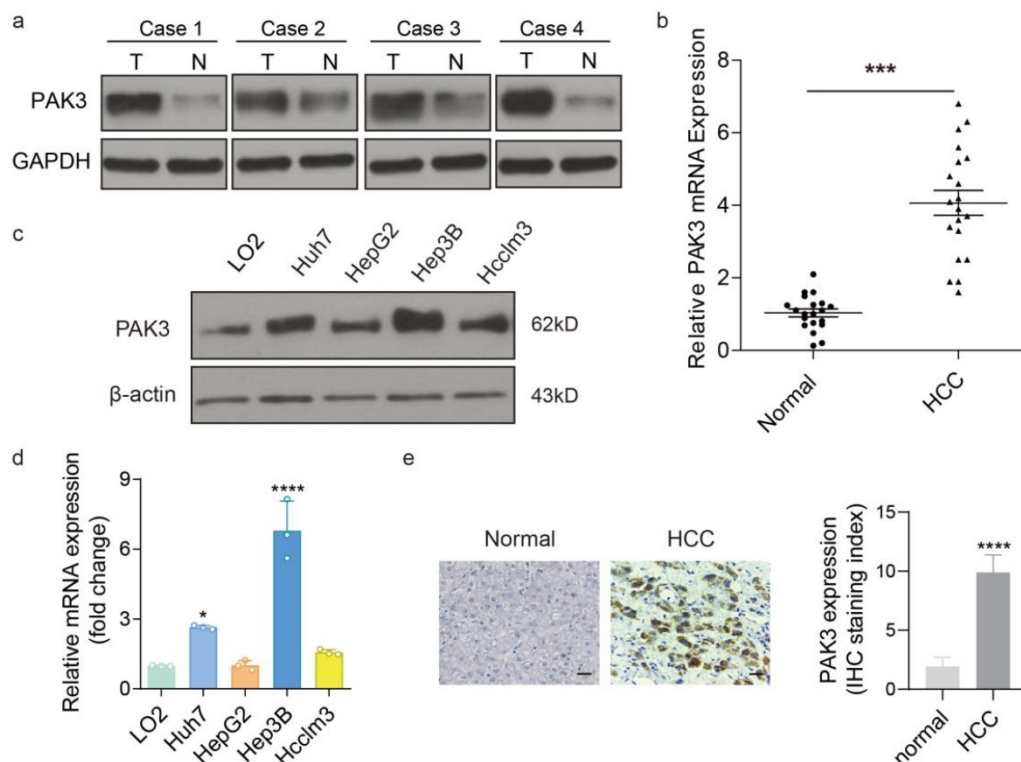 a
Case 1 Case 2 Case 3 Case 4
T N T N T N T N
PAK3
GAPDH
b
Relative PAK3 mRNA Expression
8
6
4
2
0
***
Normal
HCC
c
LO2 Huh7 HepG2 Hep3B Hcclm3
PAK3 62kD
β-actin 43kD
d
Relative mRNA expression
(fold change)
9
6
3
0
*
****
LO2 Huh7 HepG2 Hep3B Hcclm3
e
Normal HCC
PAK3 expression
(IHC staining index)
15
10
5
0
****
normal
HCC